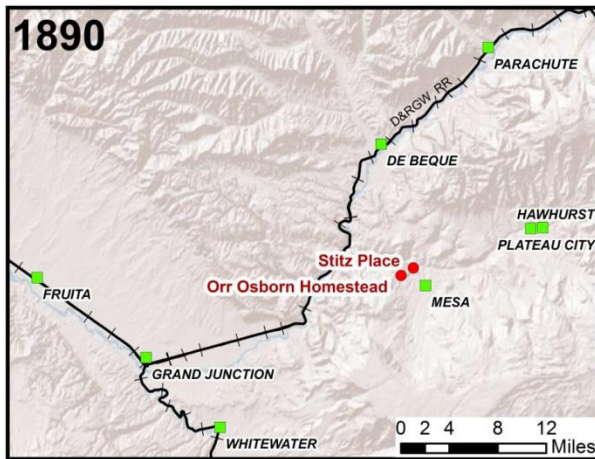 1890
PARACHUTE
D&RGW RR
DE BEQUE
HAWHURST
PLATEAU CITY
Stitz Place
Orr Osborn Homestead
MESA
FRUITA
GRAND JUNCTION
WHITEWATER
0 2 4 8 12
Miles